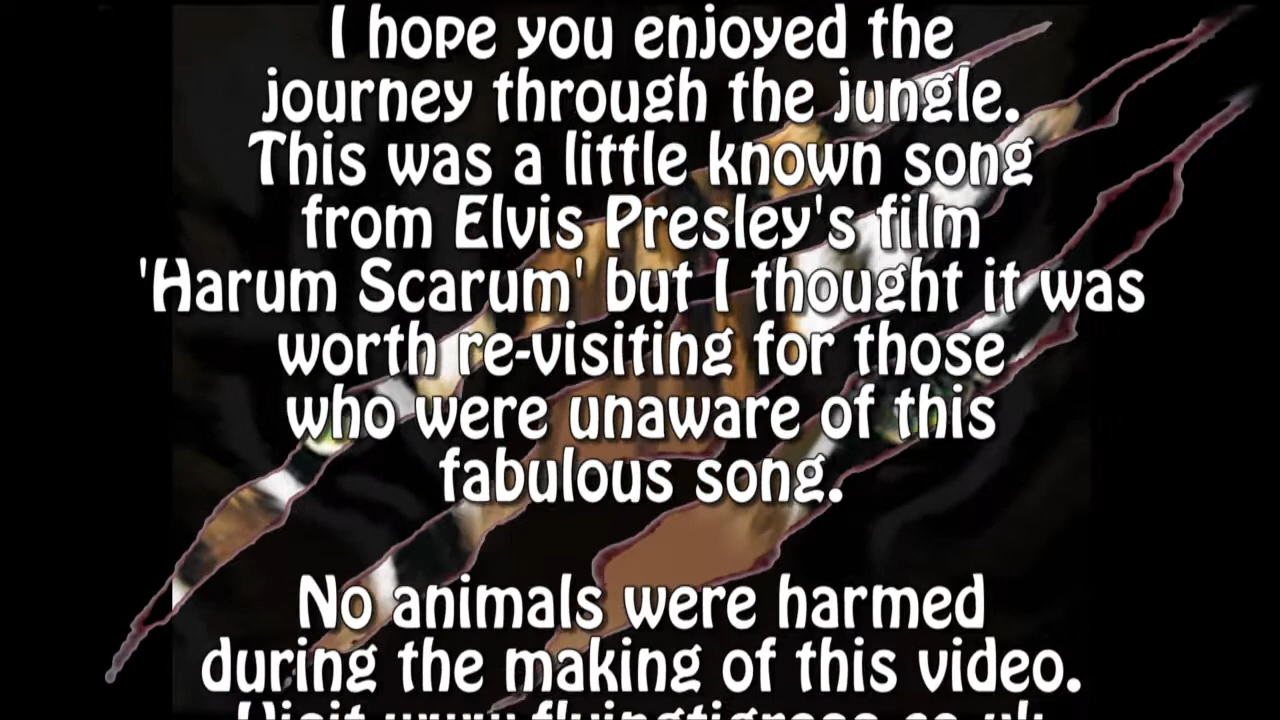 I hope you enjoyed the
journey through the jungle.
This was a little known song
from Elvis Presley's film
'Harum Scarum' but I thought it was
worth re-visiting for those
who were unaware of this
fabulous song.
No animals were harmed
during the making of this video.
Visit